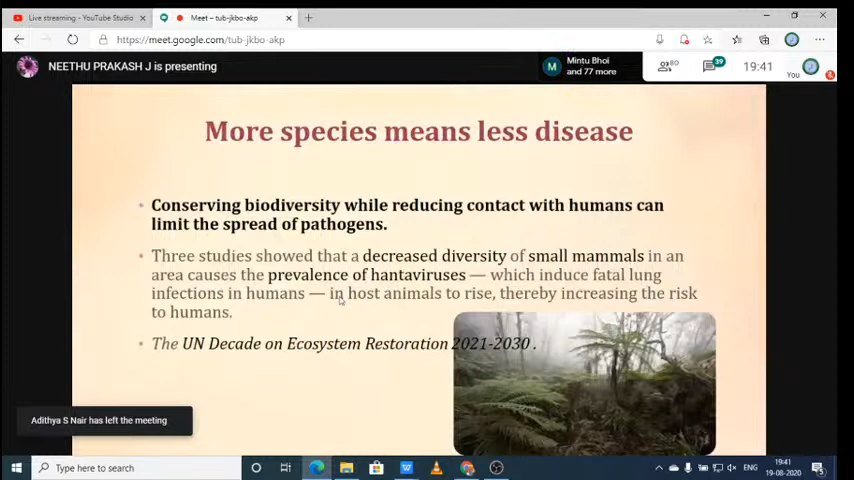 Live streaming - YouTube Studio
Meet – tub-jkbo-akp
https://meet.google.com/tub-jkbo-akp
NEETHU PRAKASH J is presenting
Mintu Bhoi
and 77 more
80
39
19:41
You
More species means less disease
Conserving biodiversity while reducing contact with humans can
limit the spread of pathogens.
Three studies showed that a decreased diversity of small mammals in an
area causes the prevalence of hantaviruses — which induce fatal lung
infections in humans — in host animals to rise, thereby increasing the risk
to humans.
The UN Decade on Ecosystem Restoration 2021-2030 .
Adithya S Nair has left the meeting
Type here to search
19:41
19-08-2020
5